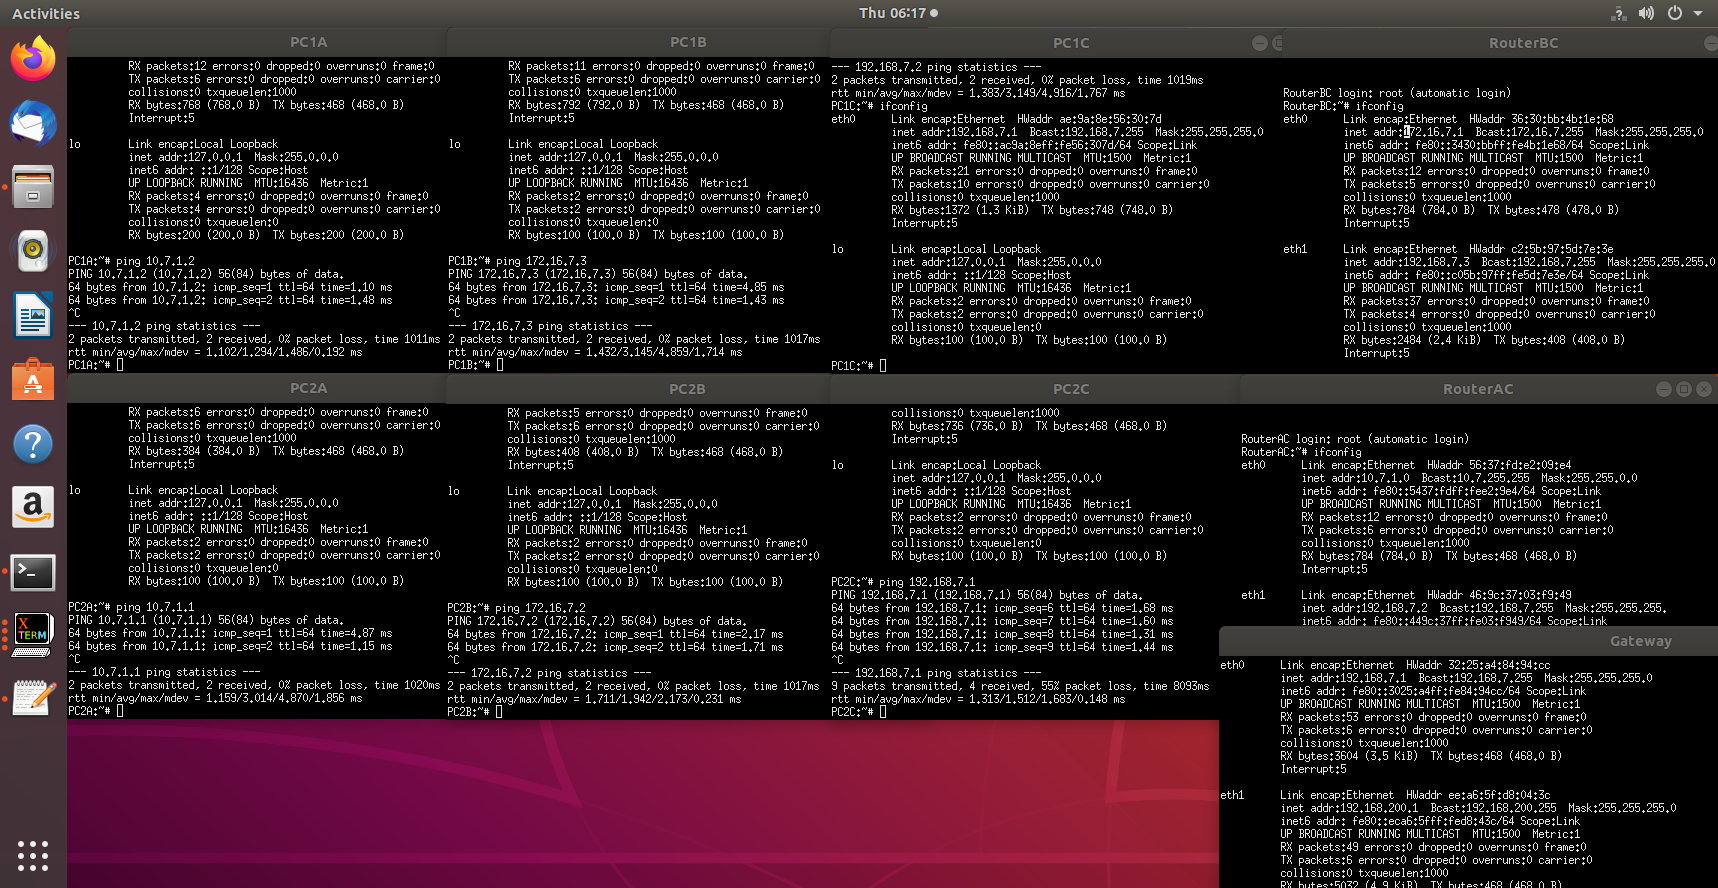 Activities
Thu 06:17
PC1A
RX packets:12 errors:0 dropped:0 overruns:0 frame:0
TX packets:6 errors:0 dropped:0 overruns:0 carrier:0
collisions:0 txqueuelen:1000
RX bytes:768 (768.0 B)  TX bytes:468 (468.0 B)
Interrupt:5
lo Link encap:Local Loopback
inet addr:127.0.0.1  Mask:255.0.0.0
inet6 addr: ::1/128 Scope:Host
UP LOOPBACK RUNNING  MTU:16436  Metric:1
RX packets:4 errors:0 dropped:0 overruns:0 frame:0
TX packets:4 errors:0 dropped:0 overruns:0 carrier:0
collisions:0 txqueuelen:0
RX bytes:200 (200.0 B)  TX bytes:200 (200.0 B)
PC1A:~# ping 10.7.1.2
PING 10.7.1.2 (10.7.1.2) 56(84) bytes of data.
64 bytes from 10.7.1.2: icmp_seq=1 ttl=64 time=1.10 ms
64 bytes from 10.7.1.2: icmp_seq=2 ttl=64 time=1.48 ms
^C
--- 10.7.1.2 ping statistics ---
2 packets transmitted, 2 received, 0% packet loss, time 1011ms
rtt min/avg/max/mdev = 1.102/1.294/1.486/0.192 ms
PC1A:~#
PC1B
RX packets:11 errors:0 dropped:0 overruns:0 frame:0
TX packets:6 errors:0 dropped:0 overruns:0 carrier:0
collisions:0 txqueuelen:1000
RX bytes:792 (792.0 B)  TX bytes:468 (468.0 B)
Interrupt:5
lo Link encap:Local Loopback
inet addr:127.0.0.1  Mask:255.0.0.0
inet6 addr: ::1/128 Scope:Host
UP LOOPBACK RUNNING  MTU:16436  Metric:1
RX packets:2 errors:0 dropped:0 overruns:0 frame:0
TX packets:2 errors:0 dropped:0 overruns:0 carrier:0
collisions:0 txqueuelen:0
RX bytes:100 (100.0 B)  TX bytes:100 (100.0 B)
PC1B:~# ping 172.16.7.3
PING 172.16.7.3 (172.16.7.3) 56(84) bytes of data.
64 bytes from 172.16.7.3: icmp_seq=1 ttl=64 time=4.85 ms
64 bytes from 172.16.7.3: icmp_seq=2 ttl=64 time=1.43 ms
^C
--- 172.16.7.3 ping statistics ---
2 packets transmitted, 2 received, 0% packet loss, time 1017ms
rtt min/avg/max/mdev = 1.432/3.145/4.859/1.714 ms
PC1B:~#
PC1C
--- 192.168.7.2 ping statistics ---
2 packets transmitted, 2 received, 0% packet loss, time 1019ms
rtt min/avg/max/mdev = 1.383/3.149/4.916/1.767 ms
PC1C:~# ifconfig
eth0 Link encap:Ethernet  HWaddr ae:9a:8e:56:30:7d
inet addr:192.168.7.1  Bcast:192.168.7.255  Mask:255.255.255.0
inet6 addr: fe80::ac9a:8eff:fe56:307d/64 Scope:Link
UP BROADCAST RUNNING MULTICAST  MTU:1500  Metric:1
RX packets:21 errors:0 dropped:0 overruns:0 frame:0
TX packets:10 errors:0 dropped:0 overruns:0 carrier:0
collisions:0 txqueuelen:1000
RX bytes:1372 (1.3 KiB)  TX bytes:748 (748.0 B)
Interrupt:5
lo Link encap:Local Loopback
inet addr:127.0.0.1  Mask:255.0.0.0
inet6 addr: ::1/128 Scope:Host
UP LOOPBACK RUNNING  MTU:16436  Metric:1
RX packets:2 errors:0 dropped:0 overruns:0 frame:0
TX packets:2 errors:0 dropped:0 overruns:0 carrier:0
collisions:0 txqueuelen:0
RX bytes:100 (100.0 B)  TX bytes:100 (100.0 B)
PC1C:~#
RouterBC
RouterBC login: root (automatic login)
RouterBC:~# ifconfig
eth0 Link encap:Ethernet  HWaddr 36:30:bb:4b:1e:68
inet addr:172.16.7.1  Bcast:172.16.7.255  Mask:255.255.255.0
inet6 addr: fe80::3430:bbff:fe4b:1e68/64 Scope:Link
UP BROADCAST RUNNING MULTICAST  MTU:1500  Metric:1
RX packets:12 errors:0 dropped:0 overruns:0 frame:0
TX packets:5 errors:0 dropped:0 overruns:0 carrier:0
collisions:0 txqueuelen:1000
RX bytes:784 (784.0 B)  TX bytes:478 (478.0 B)
Interrupt:5
eth1 Link encap:Ethernet  HWaddr c2:5b:97:5d:7e:3e
inet addr:192.168.7.3  Bcast:192.168.7.255  Mask:255.255.255.0
inet6 addr: fe80::c05b:97ff:fe5d:7e3e/64 Scope:Link
UP BROADCAST RUNNING MULTICAST  MTU:1500  Metric:1
RX packets:37 errors:0 dropped:0 overruns:0 frame:0
TX packets:4 errors:0 dropped:0 overruns:0 carrier:0
collisions:0 txqueuelen:1000
RX bytes:2484 (2.4 KiB)  TX bytes:408 (408.0 B)
Interrupt:5
PC2A
RX packets:6 errors:0 dropped:0 overruns:0 frame:0
TX packets:6 errors:0 dropped:0 overruns:0 carrier:0
collisions:0 txqueuelen:1000
RX bytes:384 (384.0 B)  TX bytes:468 (468.0 B)
Interrupt:5
lo Link encap:Local Loopback
inet addr:127.0.0.1  Mask:255.0.0.0
inet6 addr: ::1/128 Scope:Host
UP LOOPBACK RUNNING  MTU:16436  Metric:1
RX packets:2 errors:0 dropped:0 overruns:0 frame:0
TX packets:2 errors:0 dropped:0 overruns:0 carrier:0
collisions:0 txqueuelen:0
RX bytes:100 (100.0 B)  TX bytes:100 (100.0 B)
PC2A:~# ping 10.7.1.1
PING 10.7.1.1 (10.7.1.1) 56(84) bytes of data.
64 bytes from 10.7.1.1: icmp_seq=1 ttl=64 time=4.87 ms
64 bytes from 10.7.1.1: icmp_seq=2 ttl=64 time=1.15 ms
^C
--- 10.7.1.1 ping statistics ---
2 packets transmitted, 2 received, 0% packet loss, time 1020ms
rtt min/avg/max/mdev = 1.159/3.014/4.870/1.856 ms
PC2A:~#
PC2B
RX packets:5 errors:0 dropped:0 overruns:0 frame:0
TX packets:6 errors:0 dropped:0 overruns:0 carrier:0
collisions:0 txqueuelen:1000
RX bytes:408 (408.0 B)  TX bytes:468 (468.0 B)
Interrupt:5
lo Link encap:Local Loopback
inet addr:127.0.0.1  Mask:255.0.0.0
inet6 addr: ::1/128 Scope:Host
UP LOOPBACK RUNNING  MTU:16436  Metric:1
RX packets:2 errors:0 dropped:0 overruns:0 frame:0
TX packets:2 errors:0 dropped:0 overruns:0 carrier:0
collisions:0 txqueuelen:0
RX bytes:100 (100.0 B)  TX bytes:100 (100.0 B)
PC2B:~# ping 172.16.7.2
PING 172.16.7.2 (172.16.7.2) 56(84) bytes of data.
64 bytes from 172.16.7.2: icmp_seq=1 ttl=64 time=2.17 ms
64 bytes from 172.16.7.2: icmp_seq=2 ttl=64 time=1.71 ms
^C
--- 172.16.7.2 ping statistics ---
2 packets transmitted, 2 received, 0% packet loss, time 1017ms
rtt min/avg/max/mdev = 1.711/1.942/2.173/0.231 ms
PC2B:~#
PC2C
collisions:0 txqueuelen:1000
RX bytes:736 (736.0 B)  TX bytes:468 (468.0 B)
Interrupt:5
lo Link encap:Local Loopback
inet addr:127.0.0.1  Mask:255.0.0.0
inet6 addr: ::1/128 Scope:Host
UP LOOPBACK RUNNING  MTU:16436  Metric:1
RX packets:2 errors:0 dropped:0 overruns:0 frame:0
TX packets:2 errors:0 dropped:0 overruns:0 carrier:0
collisions:0 txqueuelen:0
RX bytes:100 (100.0 B)  TX bytes:100 (100.0 B)
PC2C:~# ping 192.168.7.1
PING 192.168.7.1 (192.168.7.1) 56(84) bytes of data.
64 bytes from 192.168.7.1: icmp_seq=6 ttl=64 time=1.68 ms
64 bytes from 192.168.7.1: icmp_seq=7 ttl=64 time=1.60 ms
64 bytes from 192.168.7.1: icmp_seq=8 ttl=64 time=1.31 ms
64 bytes from 192.168.7.1: icmp_seq=9 ttl=64 time=1.44 ms
^C
--- 192.168.7.1 ping statistics ---
9 packets transmitted, 4 received, 55% packet loss, time 8093ms
rtt min/avg/max/mdev = 1.313/1.512/1.683/0.148 ms
PC2C:~#
RouterAC
RouterAC login: root (automatic login)
RouterAC:~# ifconfig
eth0 Link encap:Ethernet  HWaddr 56:37:fd:e2:09:e4
inet addr:10.7.1.0  Bcast:10.7.255.255  Mask:255.255.0.0
inet6 addr: fe80::5437:fdff:fee2:9e4/64 Scope:Link
UP BROADCAST RUNNING MULTICAST  MTU:1500  Metric:1
RX packets:12 errors:0 dropped:0 overruns:0 frame:0
TX packets:6 errors:0 dropped:0 overruns:0 carrier:0
collisions:0 txqueuelen:1000
RX bytes:784 (784.0 B)  TX bytes:468 (468.0 B)
Interrupt:5
eth1 Link encap:Ethernet  HWaddr 46:9c:37:03:f9:49
inet addr:192.168.7.2  Bcast:192.168.7.255  Mask:255.255.255.
inet6 addr: fe80::449c:37ff:fe03:f949/64 Scope:Link
Gateway
eth0 Link encap:Ethernet  HWaddr 32:25:a4:84:94:cc
inet addr:192.168.7.1  Bcast:192.168.7.255  Mask:255.255.255.0
inet6 addr: fe80::3025:a4ff:fe84:94cc/64 Scope:Link
UP BROADCAST RUNNING MULTICAST  MTU:1500  Metric:1
RX packets:53 errors:0 dropped:0 overruns:0 frame:0
TX packets:6 errors:0 dropped:0 overruns:0 carrier:0
collisions:0 txqueuelen:1000
RX bytes:3604 (3.5 KiB)  TX bytes:468 (468.0 B)
Interrupt:5
eth1 Link encap:Ethernet  HWaddr ee:a6:5f:d8:04:3c
inet addr:192.168.200.1  Bcast:192.168.200.255  Mask:255.255.255.0
inet6 addr: fe80::eca6:5fff:fed8:43c/64 Scope:Link
UP BROADCAST RUNNING MULTICAST  MTU:1500  Metric:1
RX packets:49 errors:0 dropped:0 overruns:0 frame:0
TX packets:6 errors:0 dropped:0 overruns:0 carrier:0
collisions:0 txqueuelen:1000
RX bytes:5032 (4.9 KiB)  TX bytes:468 (468.0 B)
X TERM